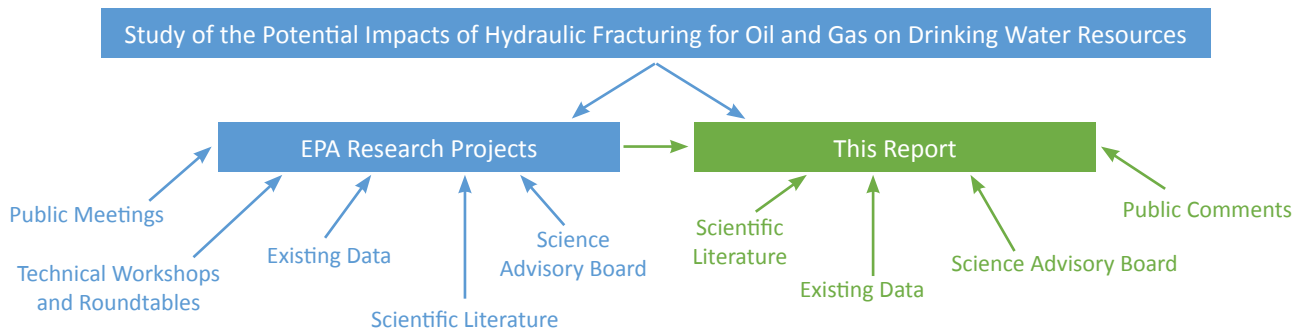 Study of the Potential Impacts of Hydraulic Fracturing for Oil and Gas on Drinking Water Resources
EPA Research Projects
This Report
Public Meetings
Technical Workshops
and Roundtables
Existing Data
Scientific Literature
Science
Advisory Board
Scientific
Literature
Existing Data
Science Advisory Board
Public Comments